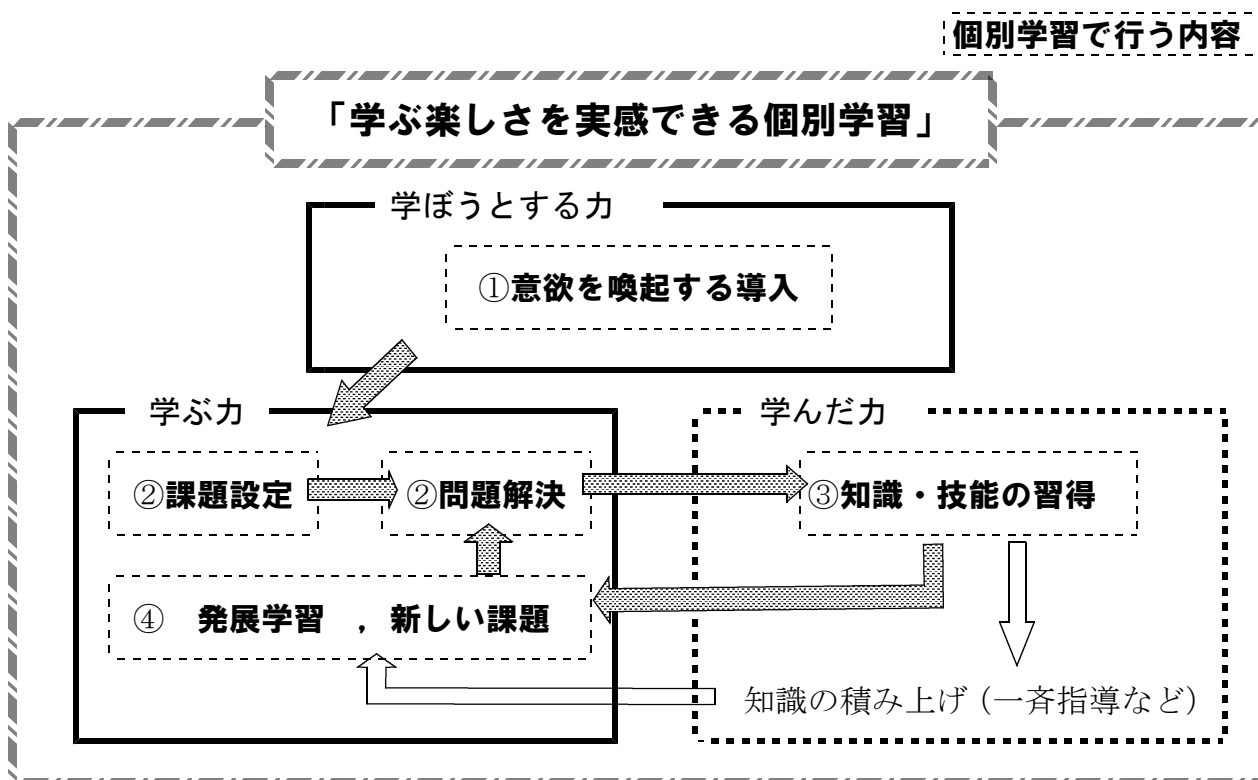 個別学習で行う内容
「学ぶ楽しさを実感できる個別学習」
学ぼうとする力
①意欲を喚起する導入
学ぶ力
②課題設定
②問題解決
④ 発展学習 , 新しい課題
学んだ力
③知識・技能の習得
知識の積み上げ (一斉指導など)